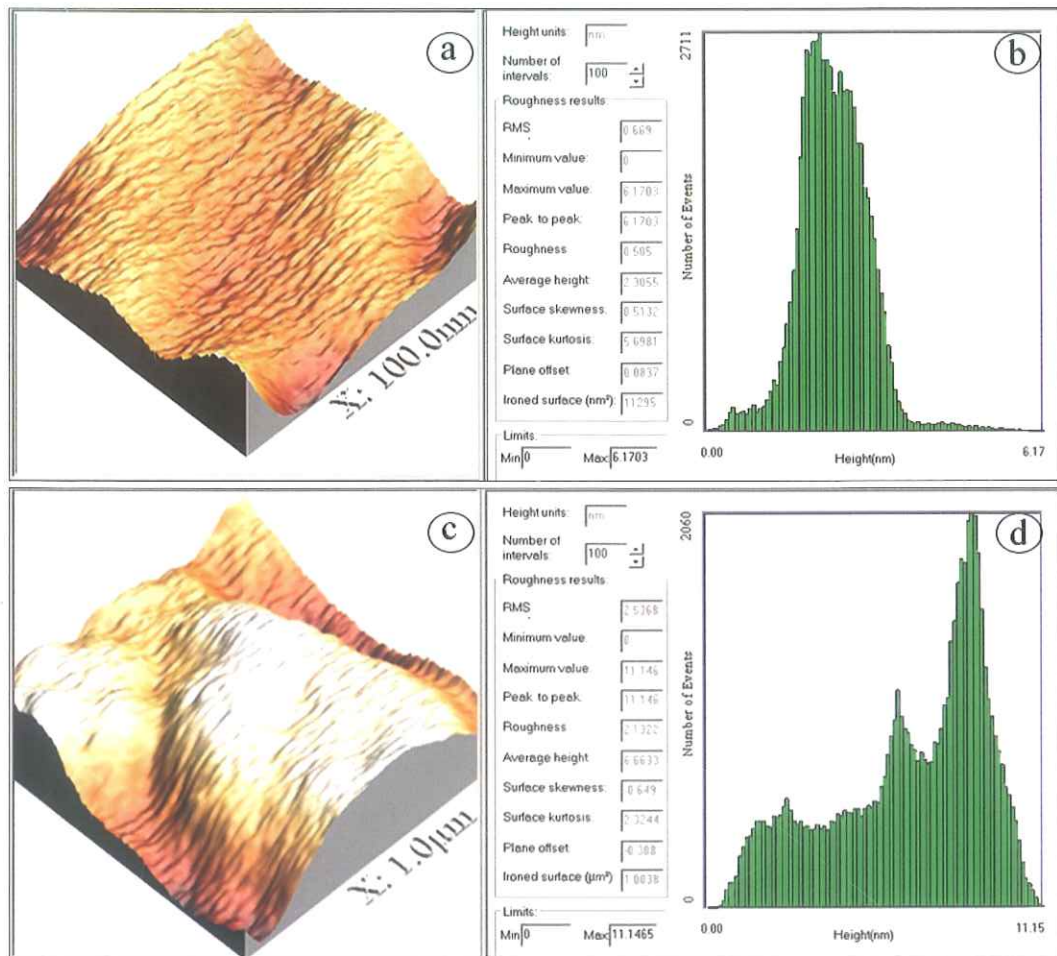 a
X: 100.0nm
Height units: nm
Number of
intervals 100
Roughness results
RMS 0.669
Minimum value: 0
Maximum value: 6.1703
Peak to peak 6.1703
Roughness 0.505
Average height 2.3055
Surface skewness: 0.5132
Surface kurtosis: 5.6981
Plane offset 0.0837
Ironed surface (nm²): 11295
Limits:
Min 0 Max 6.1703
b
2711
Number of Events
0
0.00 6.17
Height(nm)
c
X: 1.0µm
Height units: nm
Number of
intervals 100
Roughness results
RMS 2.5368
Minimum value: 0
Maximum value 11.146
Peak to peak. 11.146
Roughness 2.1322
Average height 6.6633
Surface skewness: -0.649
Surface kurtosis 2.3244
Plane offset -0.308
Ironed surface (µm²) 1.0038
Limits:
Min 0 Max 11.1465
d
2060
Number of Events
0
0.00 11.15
Height(nm)